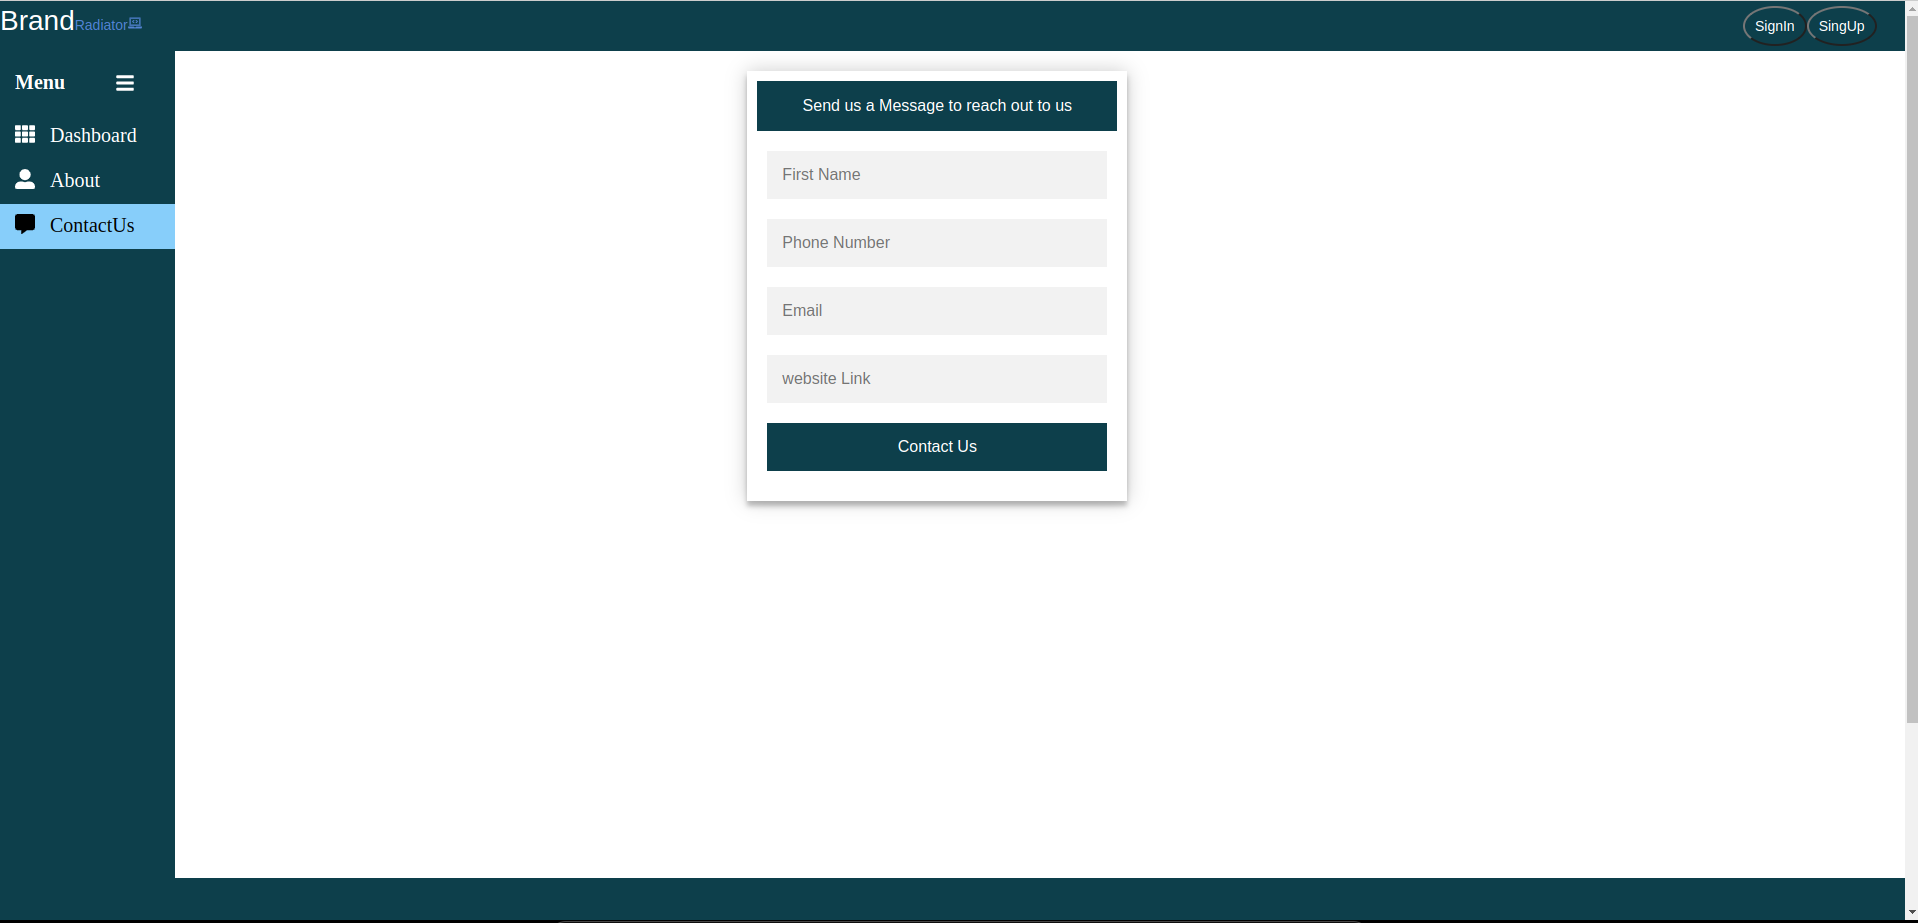 BrandRadiator
SignIn SingUp
Menu
Dashboard
About
ContactUs
Send us a Message to reach out to us
First Name
Phone Number
Email
website Link
Contact Us